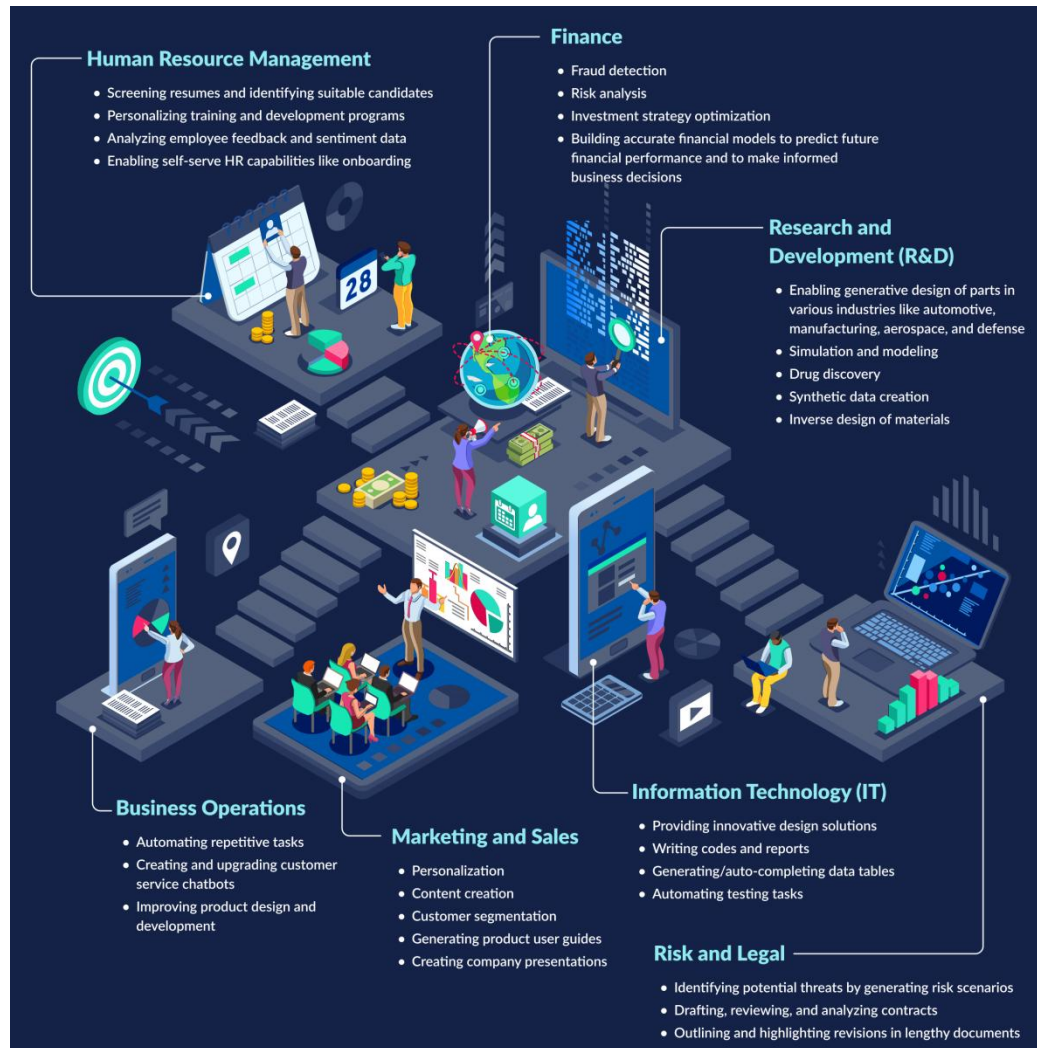 Human Resource Management
• Screening resumes and identifying suitable candidates
• Personalizing training and development programs
• Analyzing employee feedback and sentiment data
• Enabling self-serve HR capabilities like onboarding
Finance
• Fraud detection
• Risk analysis
• Investment strategy optimization
• Building accurate financial models to predict future
financial performance and to make informed
business decisions
Research and
Development (R&D)
• Enabling generative design of parts in
various industries like automotive,
manufacturing, aerospace, and defense
• Simulation and modeling
• Drug discovery
• Synthetic data creation
• Inverse design of materials
28
Business Operations
• Automating repetitive tasks
• Creating and upgrading customer
service chatbots
• Improving product design and
development
Marketing and Sales
• Personalization
• Content creation
• Customer segmentation
• Generating product user guides
• Creating company presentations
Information Technology (IT)
• Providing innovative design solutions
• Writing codes and reports
• Generating/auto-completing data tables
• Automating testing tasks
Risk and Legal
• Identifying potential threats by generating risk scenarios
• Drafting, reviewing, and analyzing contracts
• Outlining and highlighting revisions in lengthy documents